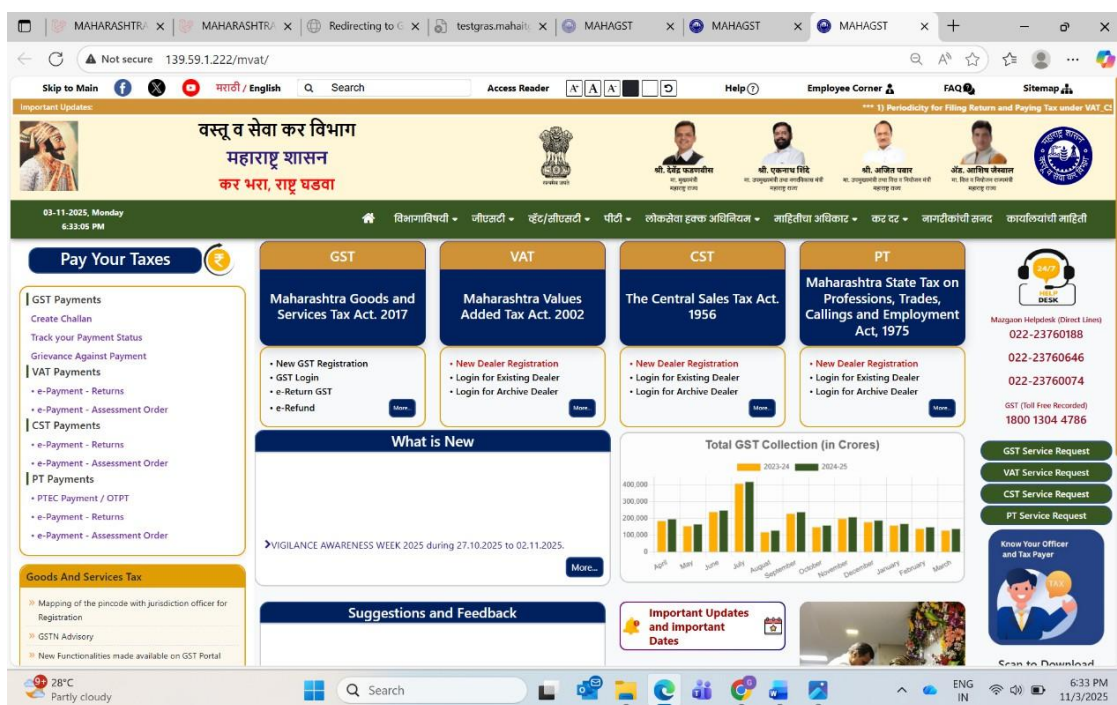 MAHARASHTRA
MAHARASHTRA
Redirecting to G
testgras.mahait
MAHAGST
MAHAGST
MAHAGST
Not secure 139.59.1.222/mvat/
Skip to Main
मराठी / English
Search
Access Reader
A+ A A-
Help
Employee Corner
FAQ
Sitemap
Important Updates:
*** 1) Periodicity for Filing Return and Paying Tax under VAT_CS
वस्तू व सेवा कर विभाग
महाराष्ट्र शासन
कर भरा, राष्ट्र घडवा
श्री. देवेंद्र फडणवीस
मा. मुख्यमंत्री
महाराष्ट्र राज्य
श्री. एकनाथ शिंदे
महाराष्ट्र राज्य
श्री. अजित पवार
महाराष्ट्र राज्य
ॲड. आशिष जैस्वाल
महाराष्ट्र राज्य
03-11-2025, Monday
6:33:05 PM
विभागाविषयी
जीएसटी
व्हॅट/सीएसटी
पीटी
लोकसेवा हक्क अधिनियम
माहितीचा अधिकार
कर दर
नागरीकांची सनद
कार्यालयांची माहिती
Pay Your Taxes
GST Payments
Create Challan
Track your Payment Status
Grievance Against Payment
VAT Payments
• e-Payment - Returns
• e-Payment - Assessment Order
CST Payments
• e-Payment - Returns
• e-Payment - Assessment Order
PT Payments
• PTEC Payment / OTPT
• e-Payment - Returns
• e-Payment - Assessment Order
Goods And Services Tax
» Mapping of the pincode with jurisdiction officer for
Registration
» GSTN Advisory
» New Functionalities made available on GST Portal
GST
Maharashtra Goods and
Services Tax Act. 2017
• New GST Registration
• GST Login
• e-Return GST
• e-Refund
More..
VAT
Maharashtra Values
Added Tax Act. 2002
• New Dealer Registration
• Login for Existing Dealer
• Login for Archive Dealer
More..
CST
The Central Sales Tax Act.
1956
• New Dealer Registration
• Login for Existing Dealer
• Login for Archive Dealer
More..
PT
Maharashtra State Tax on
Professions, Trades,
Callings and Employment
Act, 1975
• New Dealer Registration
• Login for Existing Dealer
• Login for Archive Dealer
More..
What is New
VIGILANCE AWARENESS WEEK 2025 during 27.10.2025 to 02.11.2025.
More...
Total GST Collection (in Crores)
2023-24 2024-25
400,000
300,000
200,000
100,000
0
April May June July August September October November December January February March
Suggestions and Feedback
Important Updates
and important
Dates
24/7
HELP
DESK
Mazgaon Helpdesk (Direct Lines)
022-23760188
022-23760646
022-23760074
GST (Toll Free Recorded)
1800 1304 4786
GST Service Request
VAT Service Request
CST Service Request
PT Service Request
Know Your Officer
and Tax Payer
TAX
Scan to Download
9+
28°C
Partly cloudy
Search
ENG
IN
6:33 PM
11/3/2025